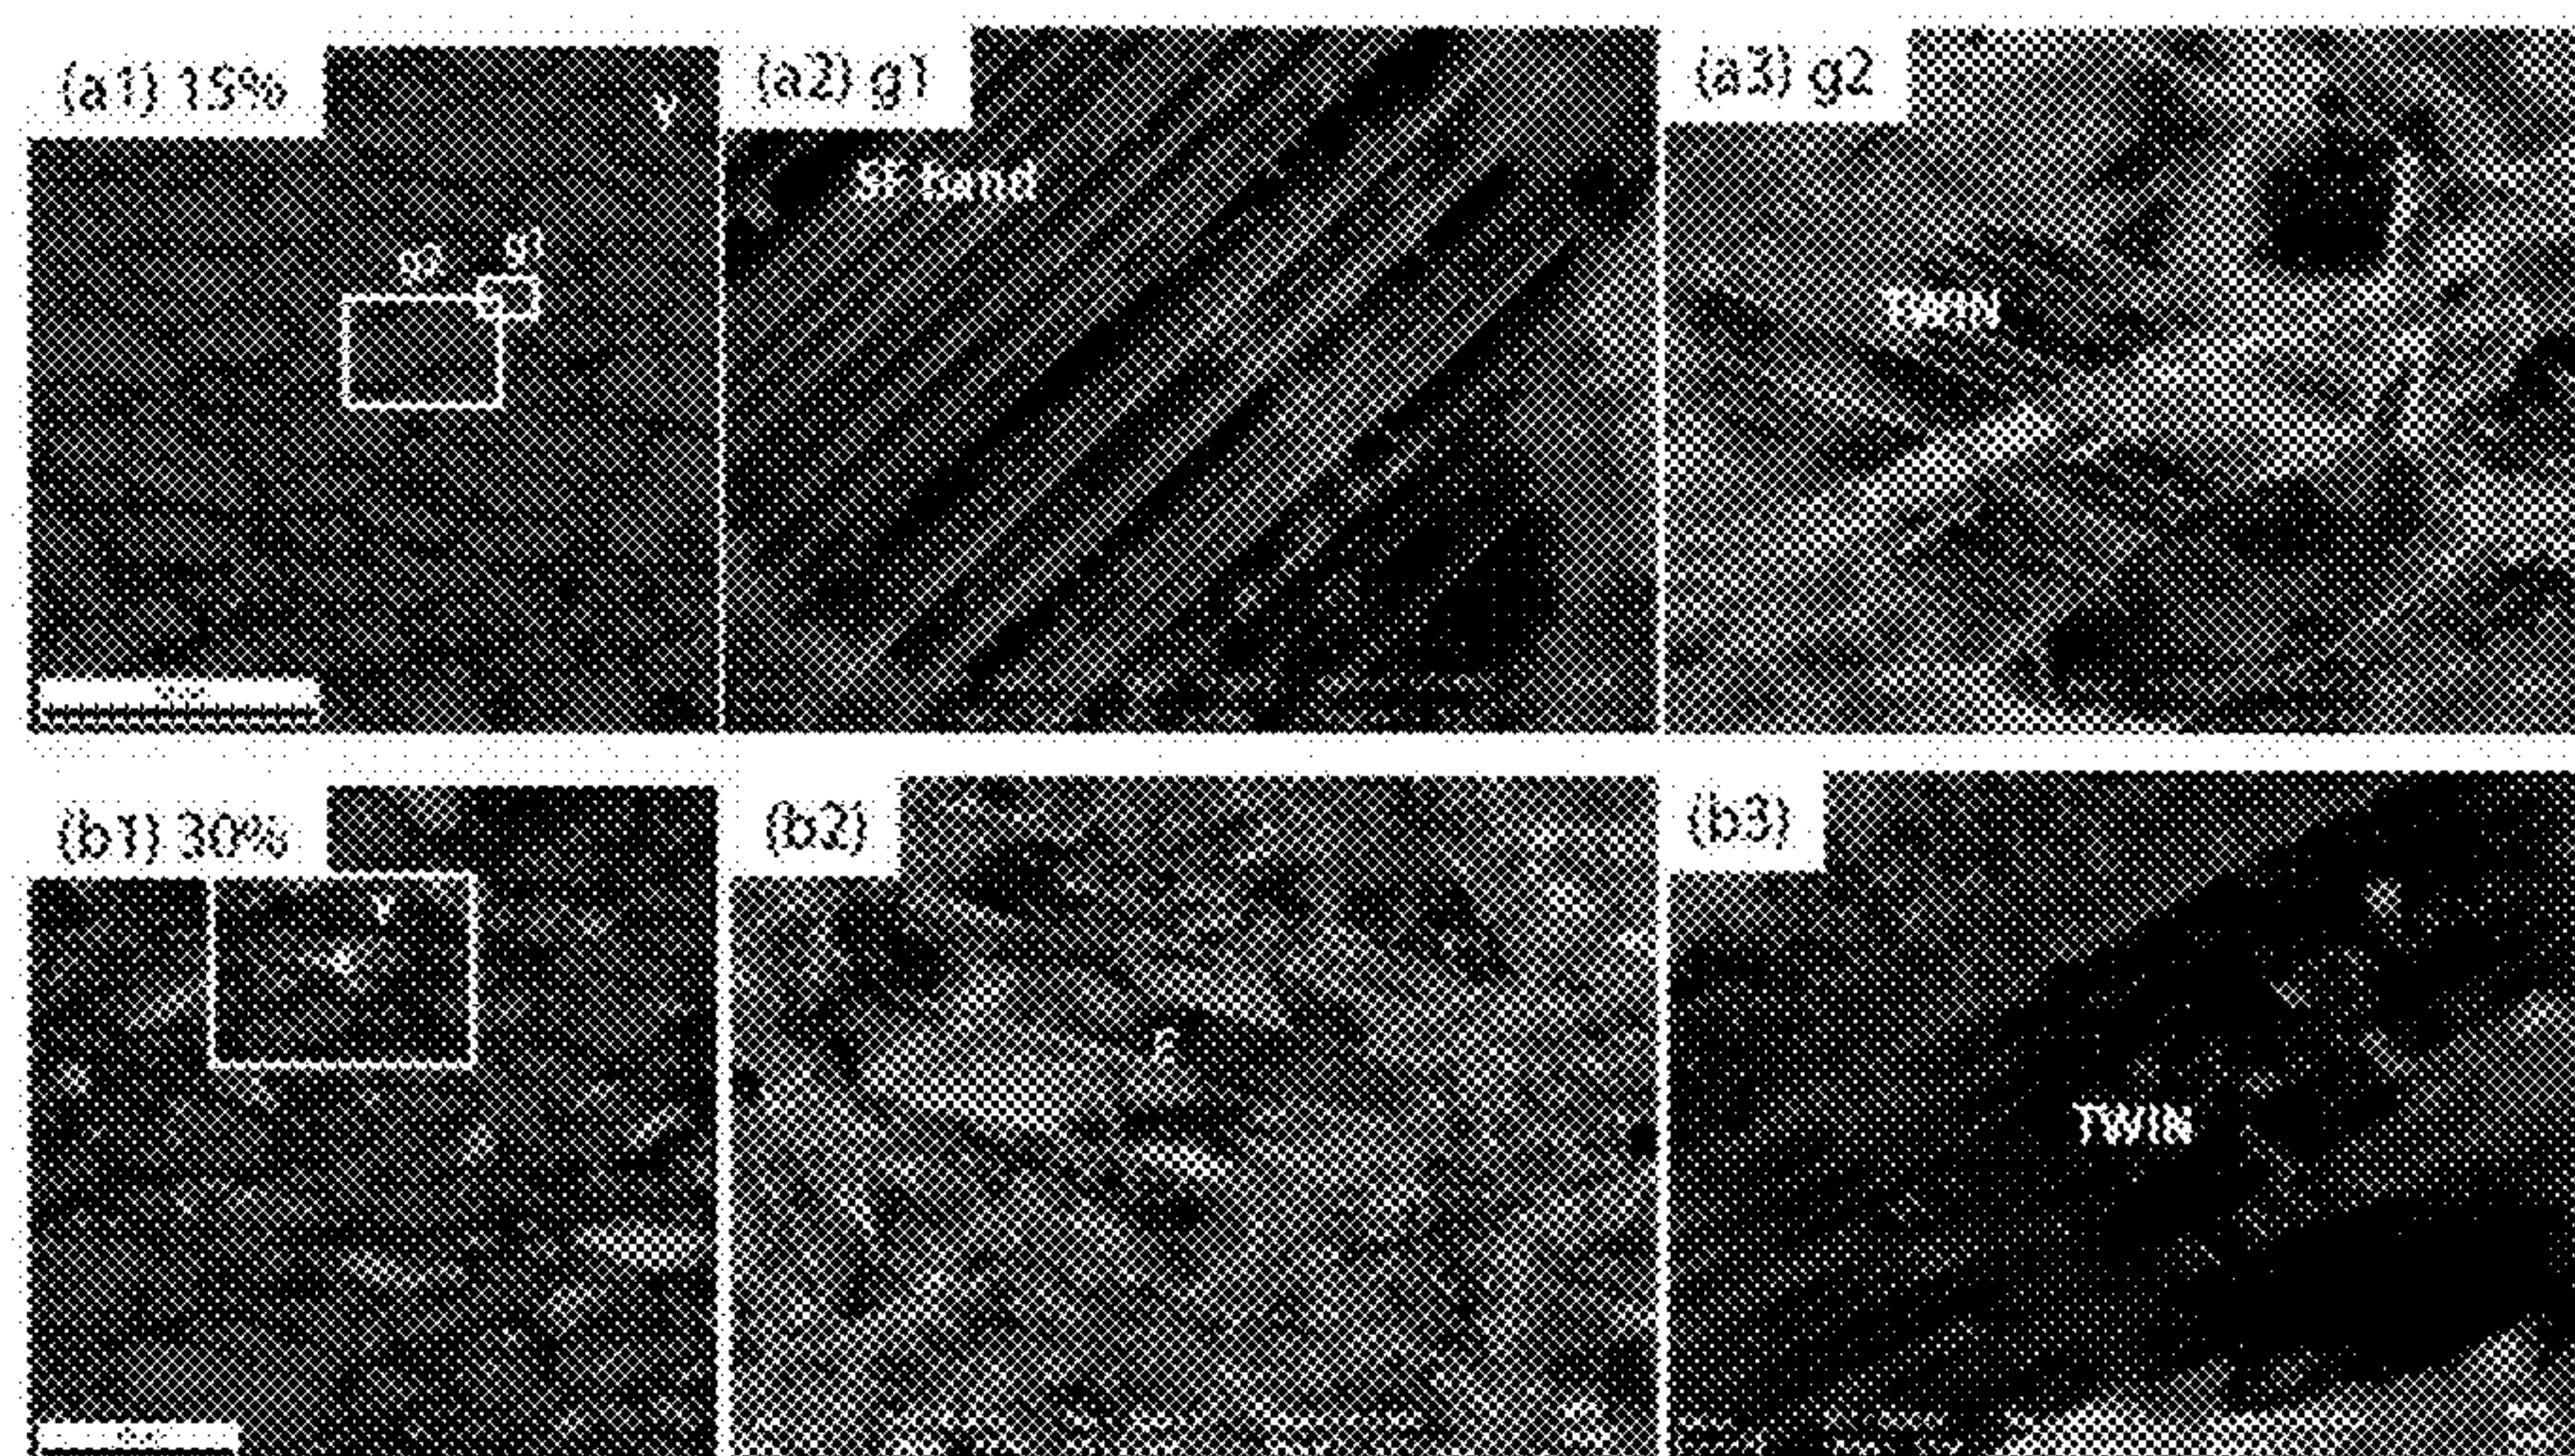 (a1) 15%
γ
g2
g1
(a2) g1
SF band
(a3) g2
TWIN
(b1) 30%
γ
(b2)
ε
(b3)
TWIN